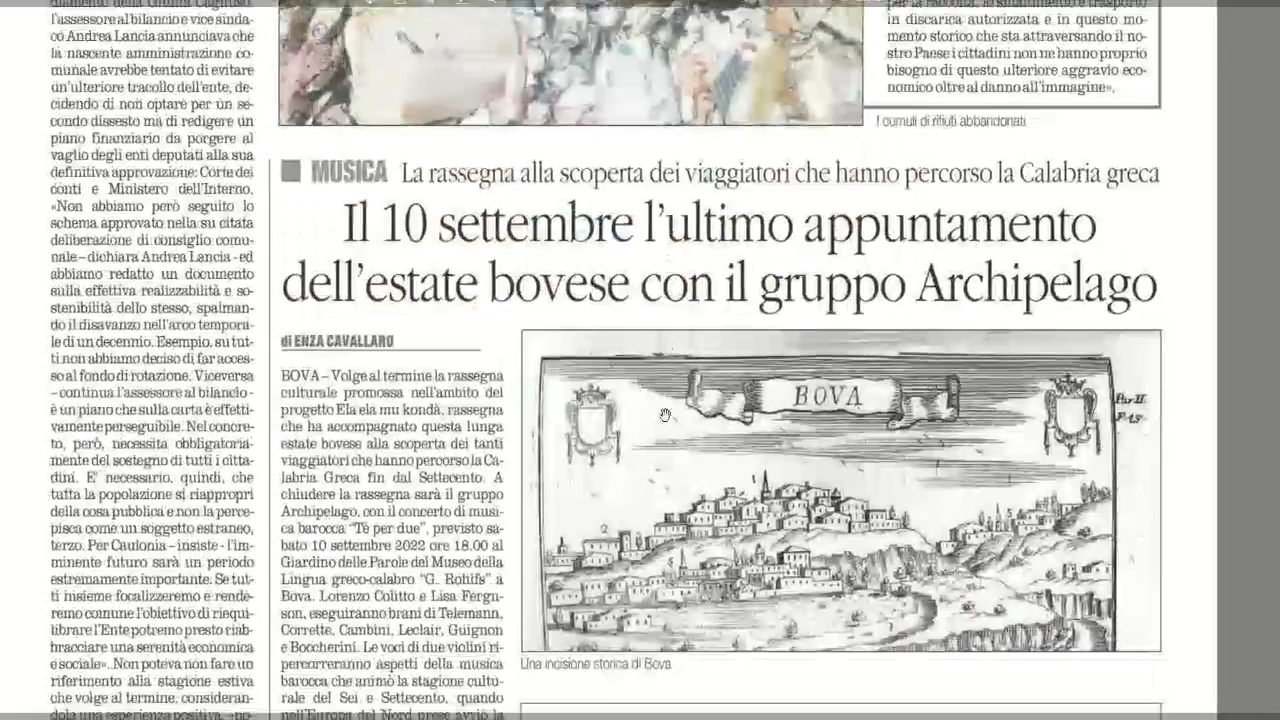 l'assessore al bilancio e vice sinda-
co Andrea Lancia annunciava che
la nascente amministrazione co-
munale avrebbe tentato di evitare
un'ulteriore tracollo dell'ente, de-
cidendo di non optare per un se-
condo dissesto ma di redigere un
piano finanziario da porgere al
vaglio degli enti deputati alla sua
definitiva approvazione: Corte dei
conti e Ministero dell'Interno.
«Non abbiamo però seguito lo
schema approvato nella su citata
deliberazione di consiglio comu-
nale – dichiara Andrea Lancia - ed
abbiamo redatto un documento
sulla effettiva realizzabilità e so-
stenibilità dello stesso, spalman-
do il disavanzo nell'arco tempora-
le di un decennio. Esempio, su tut-
ti non abbiamo deciso di far acces-
so al fondo di rotazione. Viceversa
– continua l'assessore al bilancio -
è un piano che sulla carta è effetti-
vamente perseguibile. Nel concre-
to, però, necessita obbligatoria-
mente del sostegno di tutti i citta-
dini. E' necessario, quindi, che
tutta la popolazione si riappropri
della cosa pubblica e non la perce-
pisca come un soggetto estraneo,
terzo. Per Caulonia – insiste - l'im-
minente futuro sarà un periodo
estremamente importante. Se tut-
ti insieme focalizzeremo e rende-
remo comune l'obiettivo di riequi-
librare l'Ente potremo presto riab-
bracciare una serenità economica
e sociale». Non poteva non fare un
riferimento alla stagione estiva
che volge al termine, consideran-
dola una esperienza positiva, «no-
in discarica autorizzata e in questo mo-
mento storico che sta attraversando il no-
stro Paese i cittadini non ne hanno proprio
bisogno di questo ulteriore aggravio eco-
nomico oltre al danno all'immagine».
I cumuli di rifiuti abbandonati
MUSICA La rassegna alla scoperta dei viaggiatori che hanno percorso la Calabria greca
Il 10 settembre l'ultimo appuntamento
dell'estate bovese con il gruppo Archipelago
di ENZA CAVALLARO
BOVA – Volge al termine la rassegna
culturale promossa nell'ambito del
progetto Ela ela mu kondà, rassegna
che ha accompagnato questa lunga
estate bovese alla scoperta dei tanti
viaggiatori che hanno percorso la Ca-
labria Greca fin dal Settecento. A
chiudere la rassegna sarà il gruppo
Archipelago, con il concerto di musi-
ca barocca "Tè per due", previsto sa-
bato 10 settembre 2022 ore 18.00 al
Giardino delle Parole del Museo della
Lingua greco-calabro "G. Rohlfs" a
Bova. Lorenzo Colitto e Lisa Fergu-
son, eseguiranno brani di Telemann,
Corrette, Cambini, Leclair, Guignon
e Boccherini. Le voci di due violini ri-
percorreranno aspetti della musica
barocca che animò la stagione cultu-
rale del Sei e Settecento, quando
nell'Europa del Nord prese avvio la
BOVA
Par II
Una incisione storica di Bova